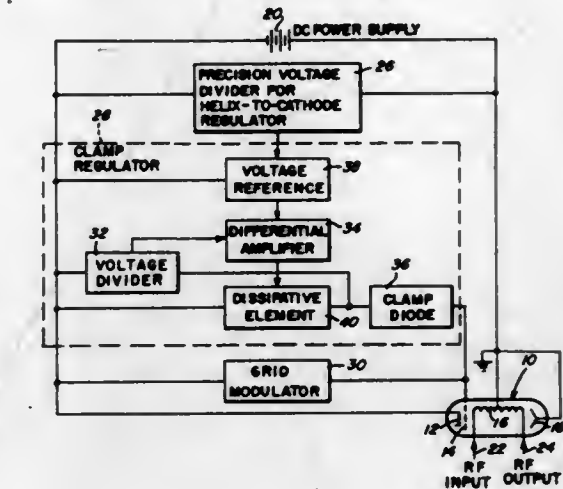 20
DC POWER SUPPLY
PRECISION VOLTAGE
DIVIDER FOR
HELIX-TO-CATHODE
REGULATOR
26
28
CLAMP
REGULATOR
VOLTAGE
REFERENCE
38
32
VOLTAGE
DIVIDER
DIFFERENTIAL
AMPLIFIER
34
DISSIPATIVE
ELEMENT
40
36
CLAMP
DIODE
GRID
MODULATOR
30
10
12
14
16
18
22
24
RF
INPUT
RF
OUTPUT